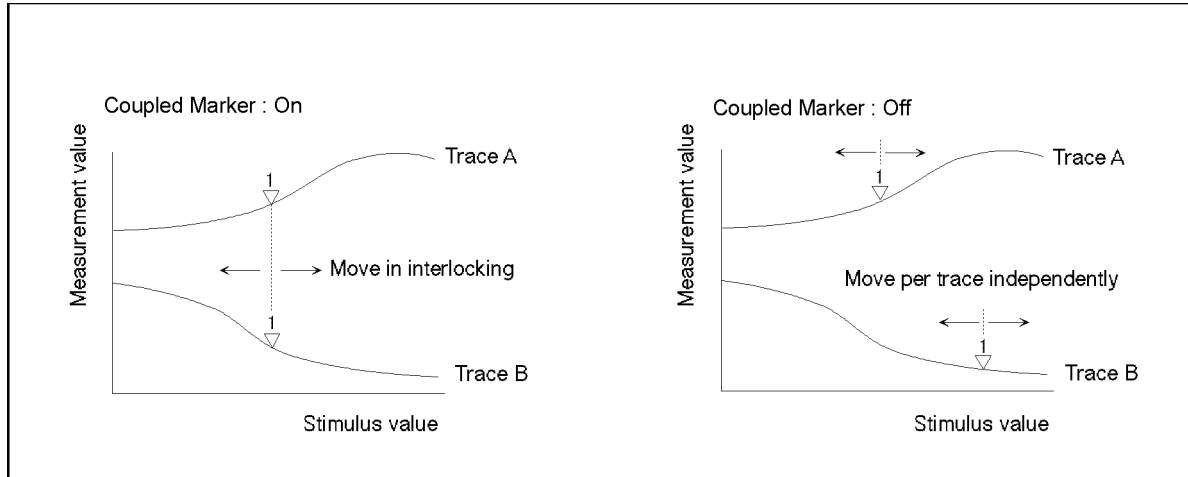 Coupled Marker : On
Measurement value
1
Trace A
Move in interlocking
1
Trace B
Stimulus value
Coupled Marker : Off
Measurement value
1
Trace A
Move per trace independently
1
Trace B
Stimulus value